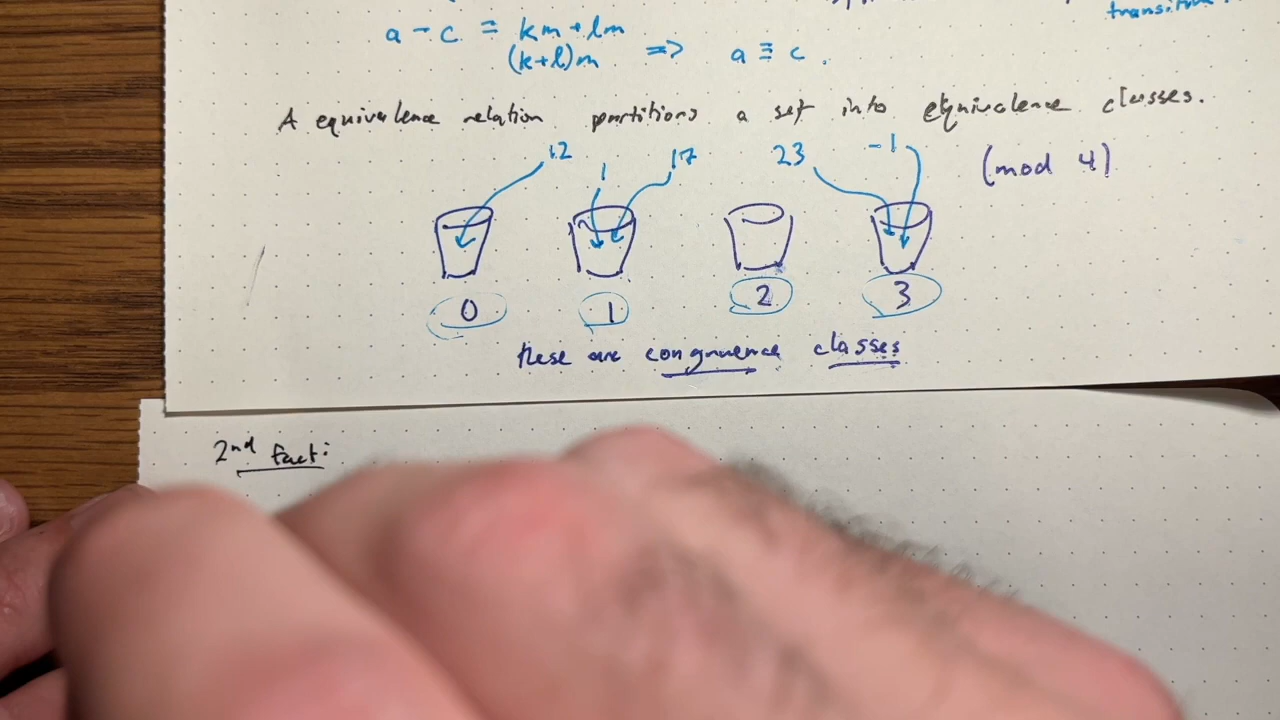 transitive
a - c = km + lm
(k+l)m => a ≡ c .
A equivalence relation partitions a set into equivalence classes.
12 1 17 23 -1 (mod 4)
0 1 2 3
these are congruence classes
2nd fact: